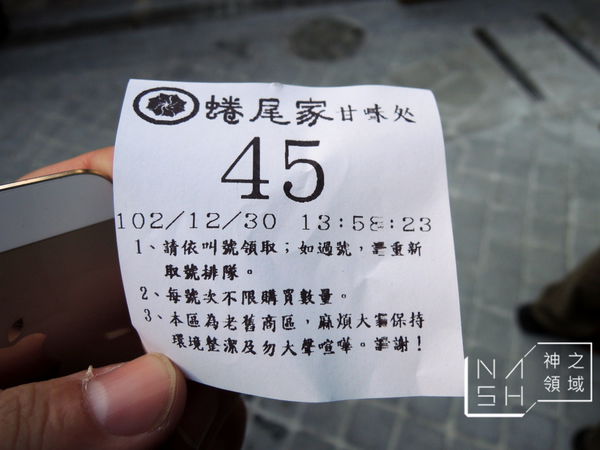 蜷尾家甘味处
45
102/12/30 13:58:23
1、請依叫號領取；如過號，請重新
取號排隊。
2、每號次不限購買數量。
3、本區為老舊商區，麻煩大家保持
環境整潔及勿大聲喧嘩。謝謝！
NASH
神之
領域